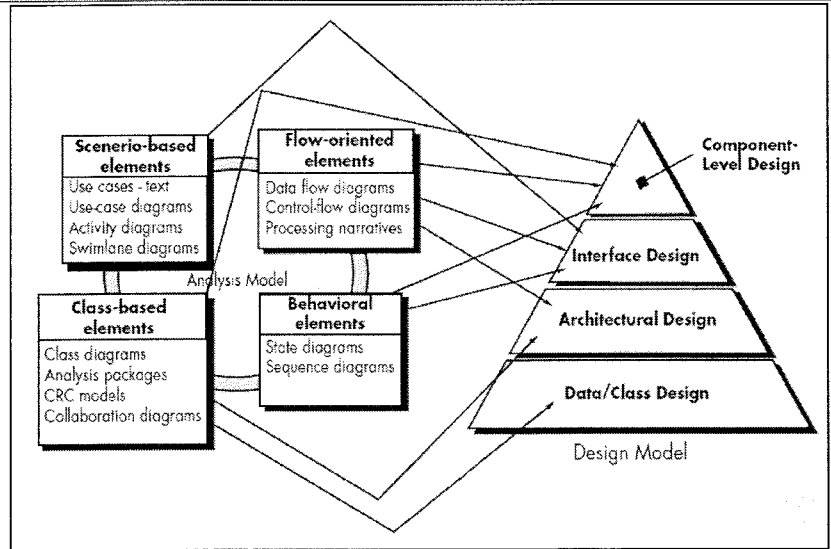 Scenerio-based
elements
Use cases - text
Use-case diagrams
Activity diagrams
Swimlane diagrams
Flow-oriented
elements
Data flow diagrams
Control-flow diagrams
Processing narratives
Analysis Model
Class-based
elements
Class diagrams
Analysis packages
CRC models
Collaboration diagrams
Behavioral
elements
State diagrams
Sequence diagrams
Component-
Level Design
Interface Design
Architectural Design
Data/Class Design
Design Model